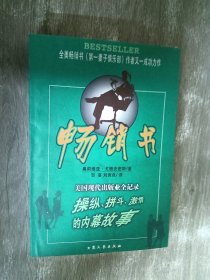 BESTSELLER
全美畅销书《第一妻子俱乐部》作者又一成功力作
畅销书
美国现代出版业全记录
操纵、拼斗、激情
的内幕故事